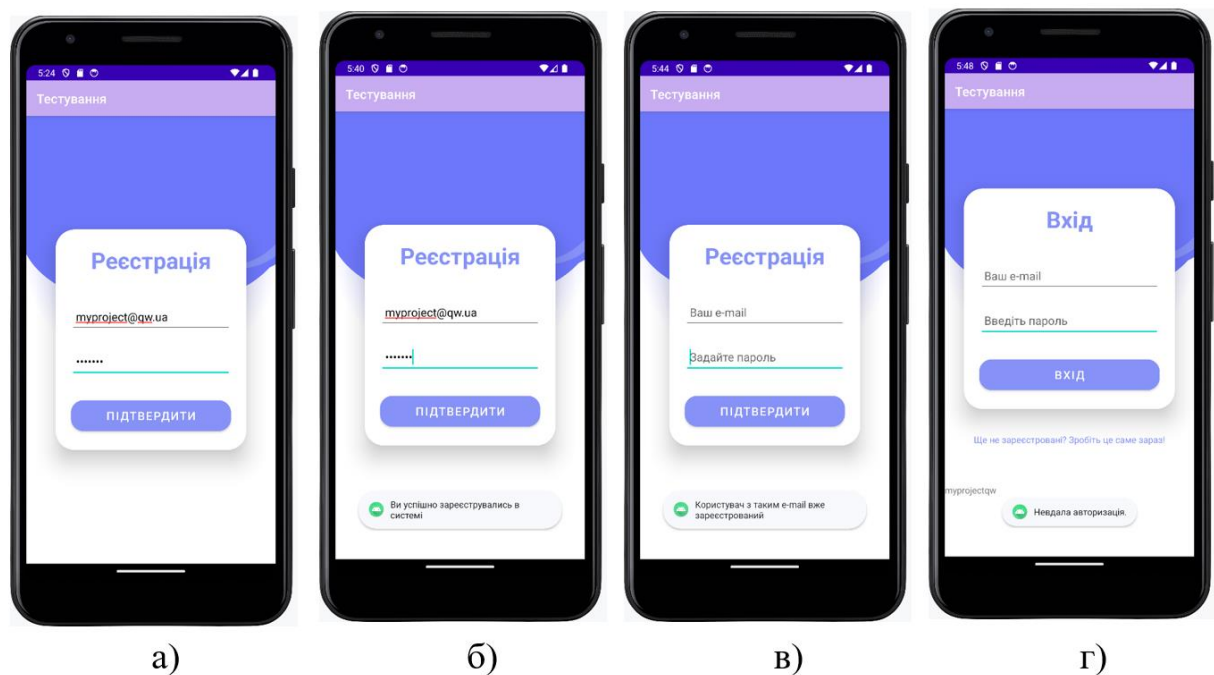 5:24
Тестування
Реєстрація
myproject@qw.ua
•••••••
ПІДТВЕРДИТИ
5:40
Тестування
Реєстрація
myproject@qw.ua
•••••••
ПІДТВЕРДИТИ
Ви успішно зареєструвались в
системі
5:44
Тестування
Реєстрація
Ваш e-mail
Задайте пароль
ПІДТВЕРДИТИ
Користувач з таким e-mail вже
зареєстрований
5:48
Тестування
Вхід
Ваш e-mail
Введіть пароль
ВХІД
Ще не зареєстровані? Зробіть це саме зараз!
myprojectqw
Невдала авторизація.
а)
б)
в)
г)